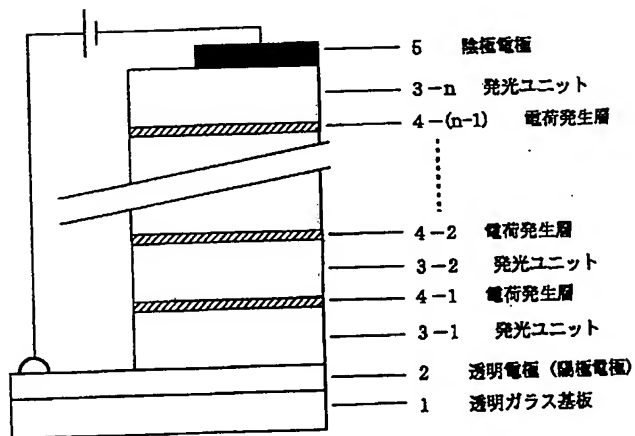 5 陰極電極
3-n 発光ユニット
4-(n-1) 電荷発生層
4-2 電荷発生層
3-2 発光ユニット
4-1 電荷発生層
3-1 発光ユニット
2 透明電極(陽極電極)
1 透明ガラス基板